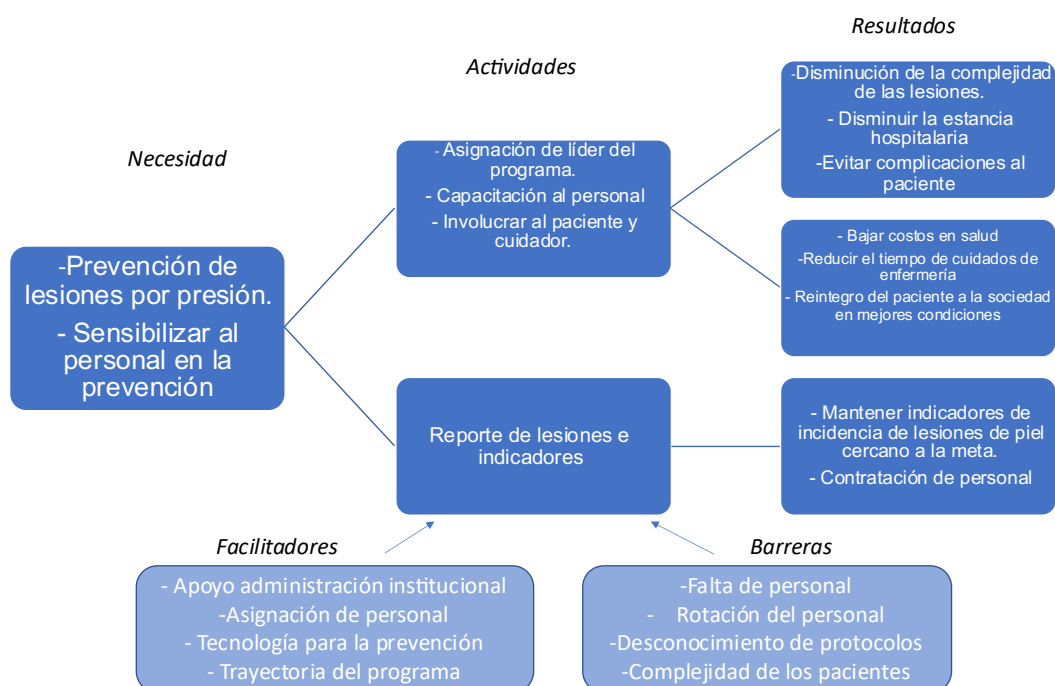 Necesidad
-Prevención de
lesiones por presión.
- Sensibilizar al
personal en la
prevención
Actividades
- Asignación de líder del
programa.
- Capacitación al personal
- Involucrar al paciente y
cuidador.
Reporte de lesiones e
indicadores
Resultados
-Disminución de la complejidad
de las lesiones.
- Disminuir la estancia
hospitalaria
-Evitar complicaciones al
paciente
- Bajar costos en salud
-Reducir el tiempo de cuidados de
enfermería
- Reintegro del paciente a la sociedad
en mejores condiciones
- Mantener indicadores de
incidencia de lesiones de piel
cercano a la meta.
- Contratación de personal
Facilitadores
- Apoyo administración institucional
-Asignación de personal
- Tecnología para la prevención
- Trayectoria del programa
Barreras
-Falta de personal
- Rotación del personal
-Desconocimiento de protocolos
-Complejidad de los pacientes